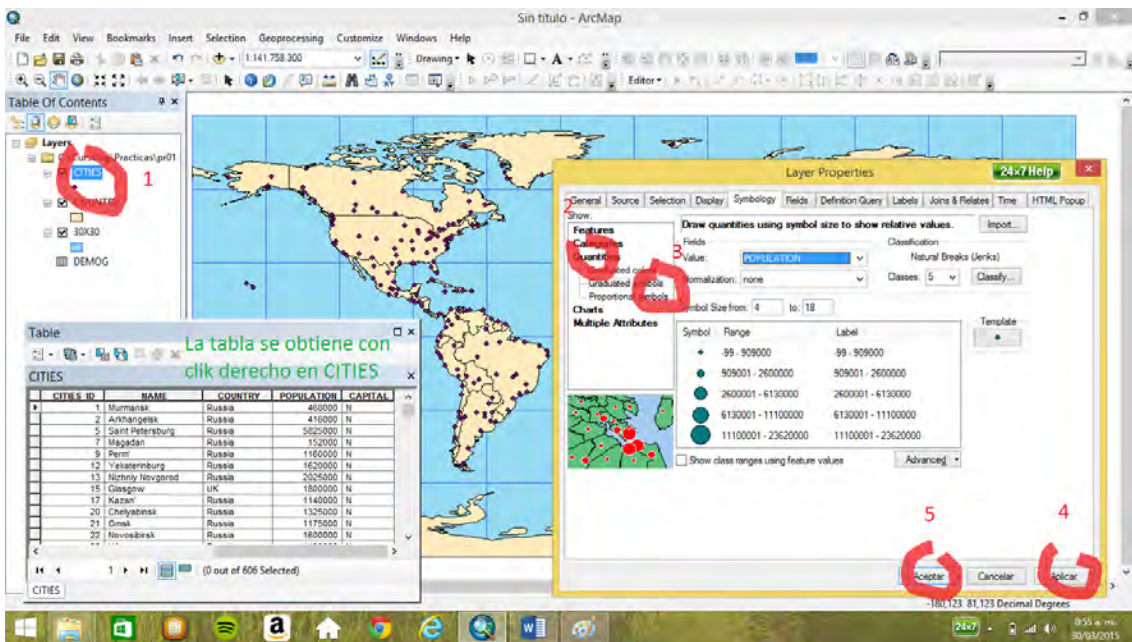 Sin título - ArcMap
File Edit View Bookmarks Insert Selection Geoprocessing Customize Windows Help
1:141.758.300
Drawing
Editor
Table Of Contents
Layers
Practicas\pr01
CITIES
1
30X30
DEMOG
Layer Properties
24x7 Help
General Source Selection Display Symbology Fields Definition Query Labels Joins & Relates Time HTML Popup
2
Show:
Features
Categories
Quantities
Graduated colors
Graduated symbols
Proportional symbols
Charts
Multiple Attributes
3
Draw quantities using symbol size to show relative values.
Import...
Fields
Value: POPULATION
Normalization: none
Classification
Natural Breaks (Jenks)
Classes: 5 Classify...
Symbol Size from: 4 to: 18
Symbol Range Label
-99 - 909000 -99 - 909000
909001 - 2600000 909001 - 2600000
2600001 - 6130000 2600001 - 6130000
6130001 - 11100000 6130001 - 11100000
11100001 - 23620000 11100001 - 23620000
Template
Show class ranges using feature values
Advanced
5
4
Aceptar Cancelar Aplicar
Table
La tabla se obtiene con
clik derecho en CITIES
CITIES
CITIES_ID NAME COUNTRY POPULATION CAPITAL
1 Murmansk Russia 468000 N
2 Arkhangelsk Russia 416000 N
5 Saint Petersburg Russia 5825000 N
7 Magadan Russia 152000 N
9 Perm' Russia 1160000 N
12 Yekaterinburg Russia 1620000 N
13 Nizhniy Novgorod Russia 2025000 N
15 Glasgow UK 1800000 N
17 Kazan' Russia 1140000 N
20 Chelyabinsk Russia 1325000 N
21 Omsk Russia 1175000 N
22 Novosibirsk Russia 1600000 N
1
(0 out of 606 Selected)
CITIES
-180,123 81,123 Decimal Degrees
24x7
8:55 a. m.
30/03/2015